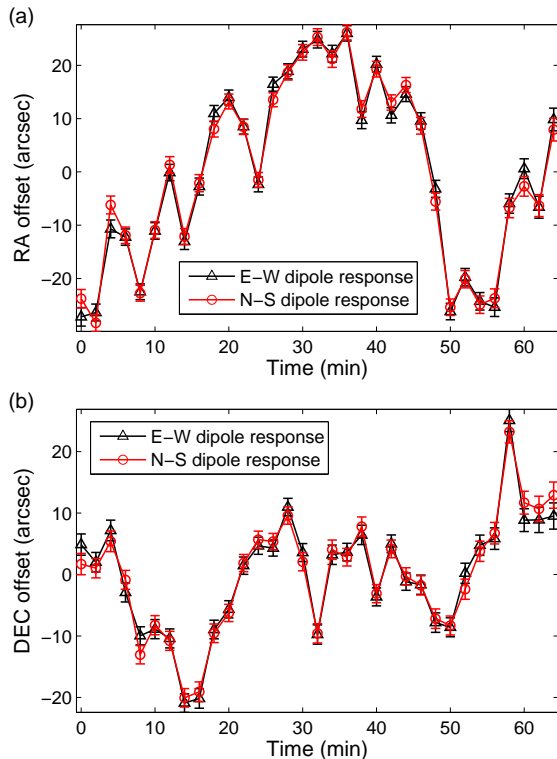 (a)
20
10
0
−10
−20
RA offset (arcsec)
E−W dipole response
N−S dipole response
0 10 20 30 40 50 60
Time (min)
(b)
20
10
0
−10
−20
DEC offset (arcsec)
E−W dipole response
N−S dipole response
0 10 20 30 40 50 60
Time (min)